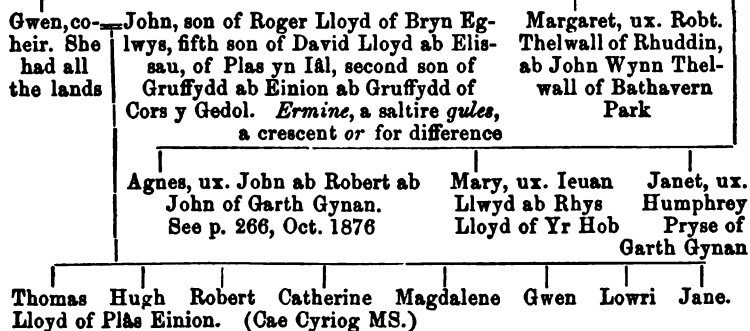 Gwen, co-
heir. She
had all
the lands
John, son of Roger Lloyd of Bryn Eg-
lwys, fifth son of David Lloyd ab Elis-
sau, of Plas yn Iâl, second son of
Gruffydd ab Einion ab Gruffydd of
Cors y Gedol. Ermine, a saltire gules,
a crescent or for difference
Margaret, ux. Robt.
Thelwall of Rhuddin,
ab John Wynn Thel-
wall of Bathavern
Park
Agnes, ux. John ab Robert ab
John of Garth Gynan.
See p. 266, Oct. 1876
Mary, ux. Ieuan
Llwyd ab Rhys
Lloyd of Yr Hob
Janet, ux.
Humphrey
Pryse of
Garth Gynan
Thomas Hugh Robert Catherine Magdalene Gwen Lowri Jane.
Lloyd of Plâs Einion. (Cae Cyriog MS.)